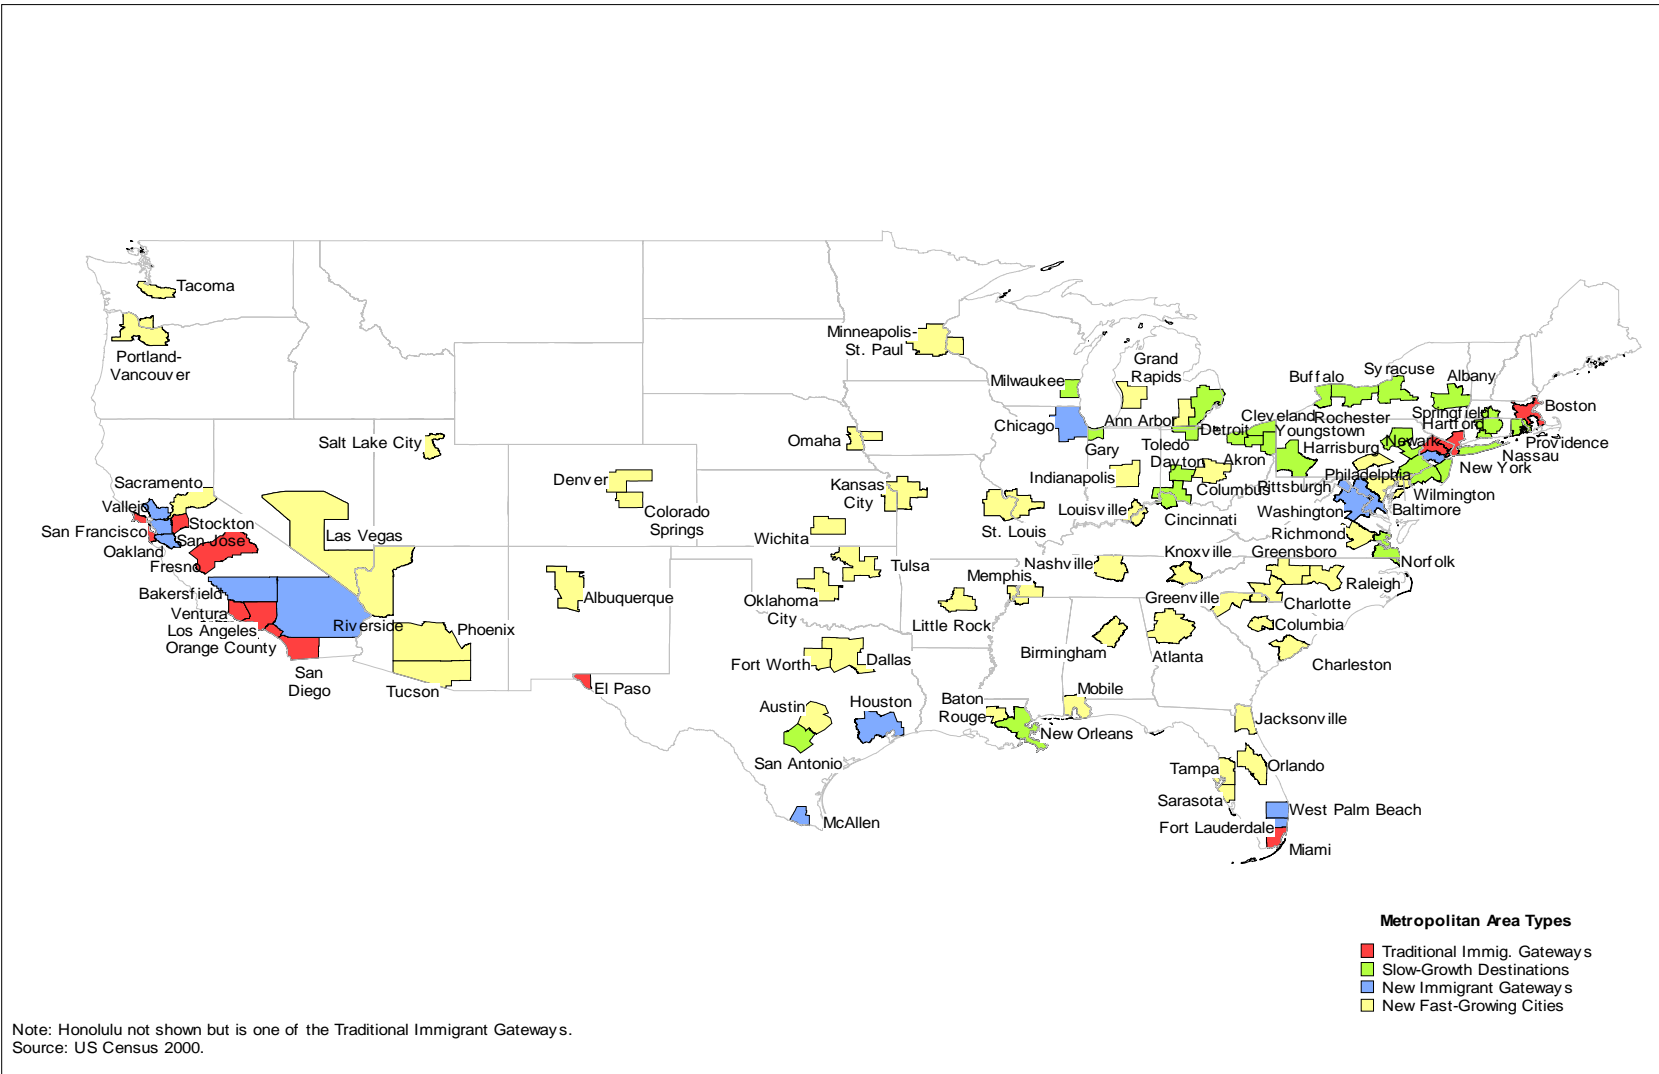 Tacoma
Portland-
Vancouver
Minneapolis-
St. Paul
Grand
Rapids
Milwaukee
Buffalo
Syracuse
Albany
Boston
Chicago
Ann Arbor
Cleveland
Rochester
Springfield
Hartford
Salt Lake City
Omaha
Gary
Toledo
Detroit
Youngstown
Newark
Providence
Nassau
New York
Harrisburg
Dayton
Akron
Indianapolis
Philadelphia
Sacramento
Denver
Kansas
City
Columbus
Pittsburgh
Wilmington
Vallejo
Colorado
Springs
Louisville
Cincinnati
Washington
Baltimore
Stockton
San Francisco
San Jose
Las Vegas
Wichita
St. Louis
Richmond
Oakland
Fresno
Knoxville
Greensboro
Norfolk
Tulsa
Nashville
Memphis
Raleigh
Bakersfield
Albuquerque
Oklahoma
City
Greenville
Charlotte
Ventura
Riverside
Little Rock
Columbia
Los Angeles
Phoenix
Orange County
Birmingham
Atlanta
Charleston
Fort Worth
Dallas
San
Diego
Tucson
El Paso
Mobile
Austin
Houston
Baton
Rouge
Jacksonville
New Orleans
San Antonio
Tampa
Orlando
Sarasota
West Palm Beach
McAllen
Fort Lauderdale
Miami
Metropolitan Area Types
Traditional Immig. Gateways
Slow-Growth Destinations
New Immigrant Gateways
New Fast-Growing Cities
Note: Honolulu not shown but is one of the Traditional Immigrant Gateways.
Source: US Census 2000.